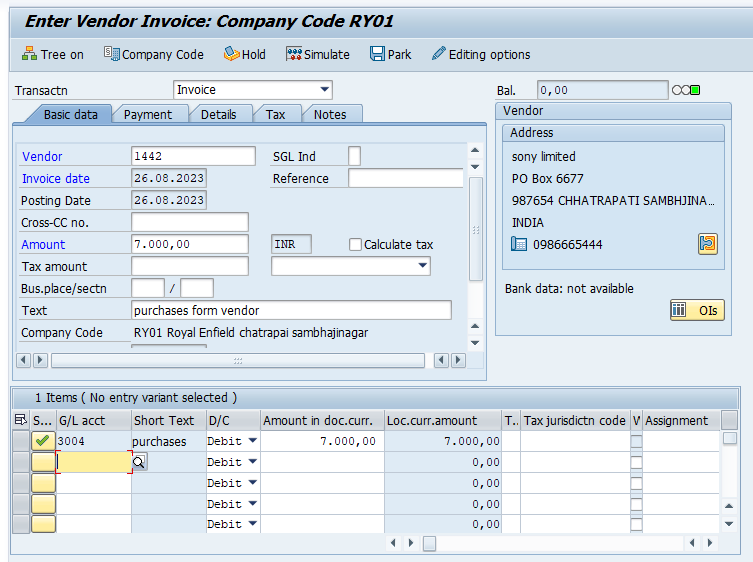 Enter Vendor Invoice: Company Code RY01
Tree on Company Code Hold Simulate Park Editing options
Transactn Invoice Bal. 0,00
Basic data Payment Details Tax Notes
Vendor 1442 SGL Ind
Invoice date 26.08.2023 Reference
Posting Date 26.08.2023
Cross-CC no.
Amount 7.000,00 INR Calculate tax
Tax amount
Bus.place/sectn /
Text purchases form vendor
Company Code RY01 Royal Enfield chatrapai sambhajinagar
Vendor
Address
sony limited
PO Box 6677
987654 CHHATRAPATI SAMBHJINA...
INDIA
0986665444
Bank data: not available
OIs
1 Items ( No entry variant selected )
S... G/L acct Short Text D/C Amount in doc.curr. Loc.curr.amount T.. Tax jurisdictn code V Assignment
3004 purchases Debit 7.000,00 7.000,00
Debit 0,00
Debit 0,00
Debit 0,00
Debit 0,00